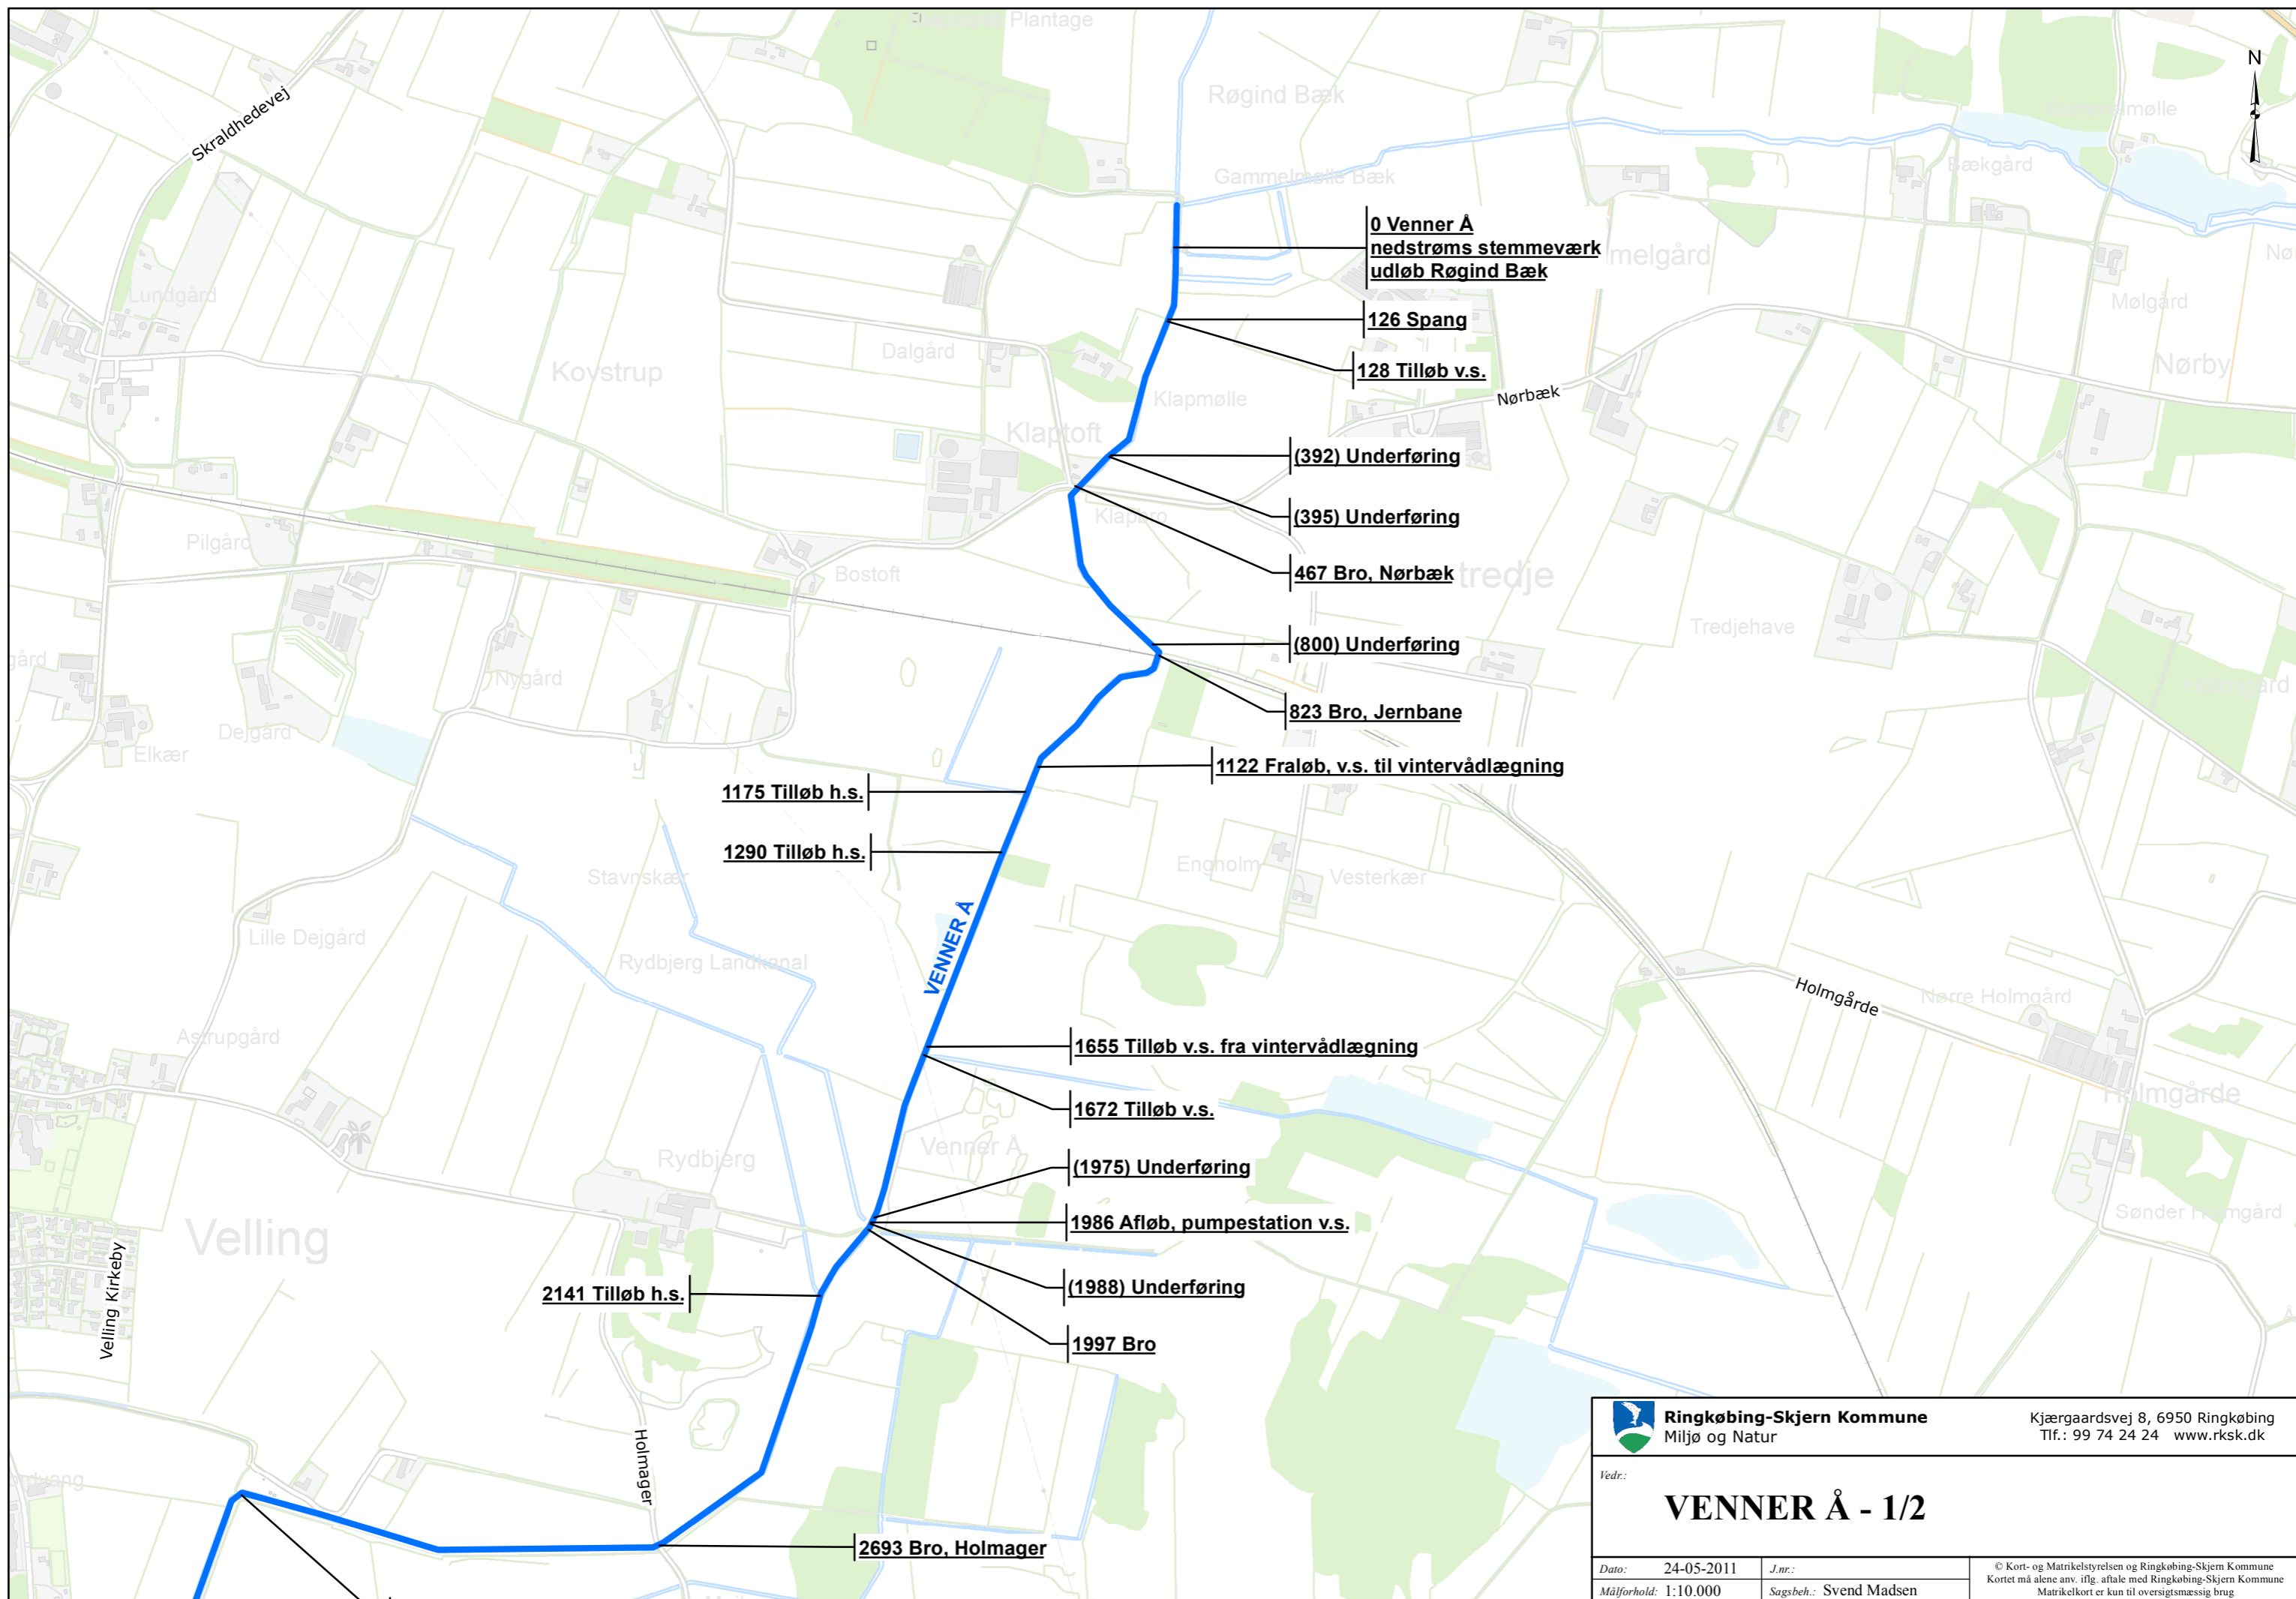 Plantage
N
Skraldhedevej
Røgind Bæk
Gammelmølle Bæk
Bækgård
0 Venner Å
nedstrøms stemmeværk
udløb Røgind Bæk
Lundgård
Mølgård
126 Spang
Dalgård
Kovstrup
128 Tilløb v.s.
Nørby
Klapmølle
Nørbæk
Klaptoft
(392) Underføring
Klapbro
(395) Underføring
Pilgård
Bostoft
467 Bro, Nørbæk
tredje
Tredjehave
(800) Underføring
Nygård
823 Bro, Jernbane
Dejgård
Elkær
1122 Fraløb, v.s. til vintervådlægning
1175 Tilløb h.s.
1290 Tilløb h.s.
Engholm
Vesterkær
Stavnskær
VENNER Å
Lille Dejgård
Rydbjerg Landkanal
Holmgårde
Nørre Holmgård
Astrupgård
1655 Tilløb v.s. fra vintervådlægning
1672 Tilløb v.s.
Holmgårde
Venner Å
Rydbjerg
(1975) Underføring
1986 Afløb, pumpestation v.s.
Sønder Holmgård
Velling
Velling Kirkeby
2141 Tilløb h.s.
(1988) Underføring
1997 Bro
Holmager
2693 Bro, Holmager
Ringkøbing-Skjern Kommune
Miljø og Natur
Kjærgaardsvej 8, 6950 Ringkøbing
Tlf.: 99 74 24 24 www.rksk.dk
Vedr.:
VENNER Å - 1/2
Dato: 24-05-2011
J.nr.:
Målforhold: 1:10.000
Sagsbeh.: Svend Madsen
© Kort- og Matrikelstyrelsen og Ringkøbing-Skjern Kommune
Kortet må alene anv. iflg. aftale med Ringkøbing-Skjern Kommune
Matrikelkort er kun til oversigtsmæssig brug